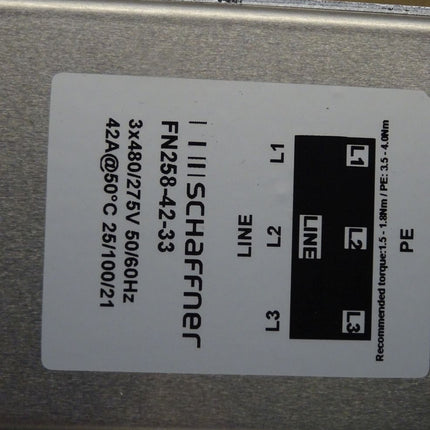 SCHAFFNER
FN258-42-33
3x480/275V 50/60Hz
42A@50°C 25/100/21
LINE
L1 L2 L3
LINE
L1 L2 L3
Recommended torque:1.5 - 1.8Nm / PE: 3.5 - 4.0Nm
PE